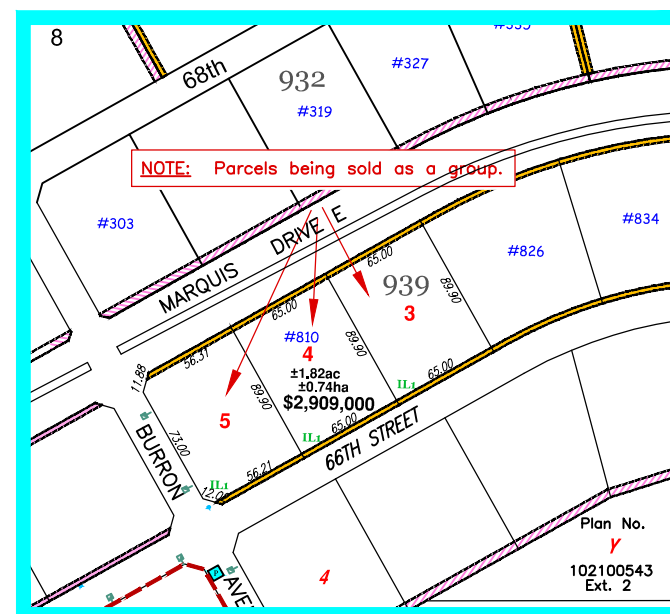 8
#335
68th
#327
932
#319
NOTE: Parcels being sold as a group.
#303
MARQUIS DRIVE E
#834
#826
65.00
939
89.90
3
65.00
#810
4
89.90
±1.82ac
±0.74ha
$2,909,000
56.31
11.88
89.90
5
IL1
65.00
65.00
IL1
66TH STREET
73.00
BURRON
56.21
IL1
12.0
P
AVE
4
Plan No.
Y
102100543
Ext. 2